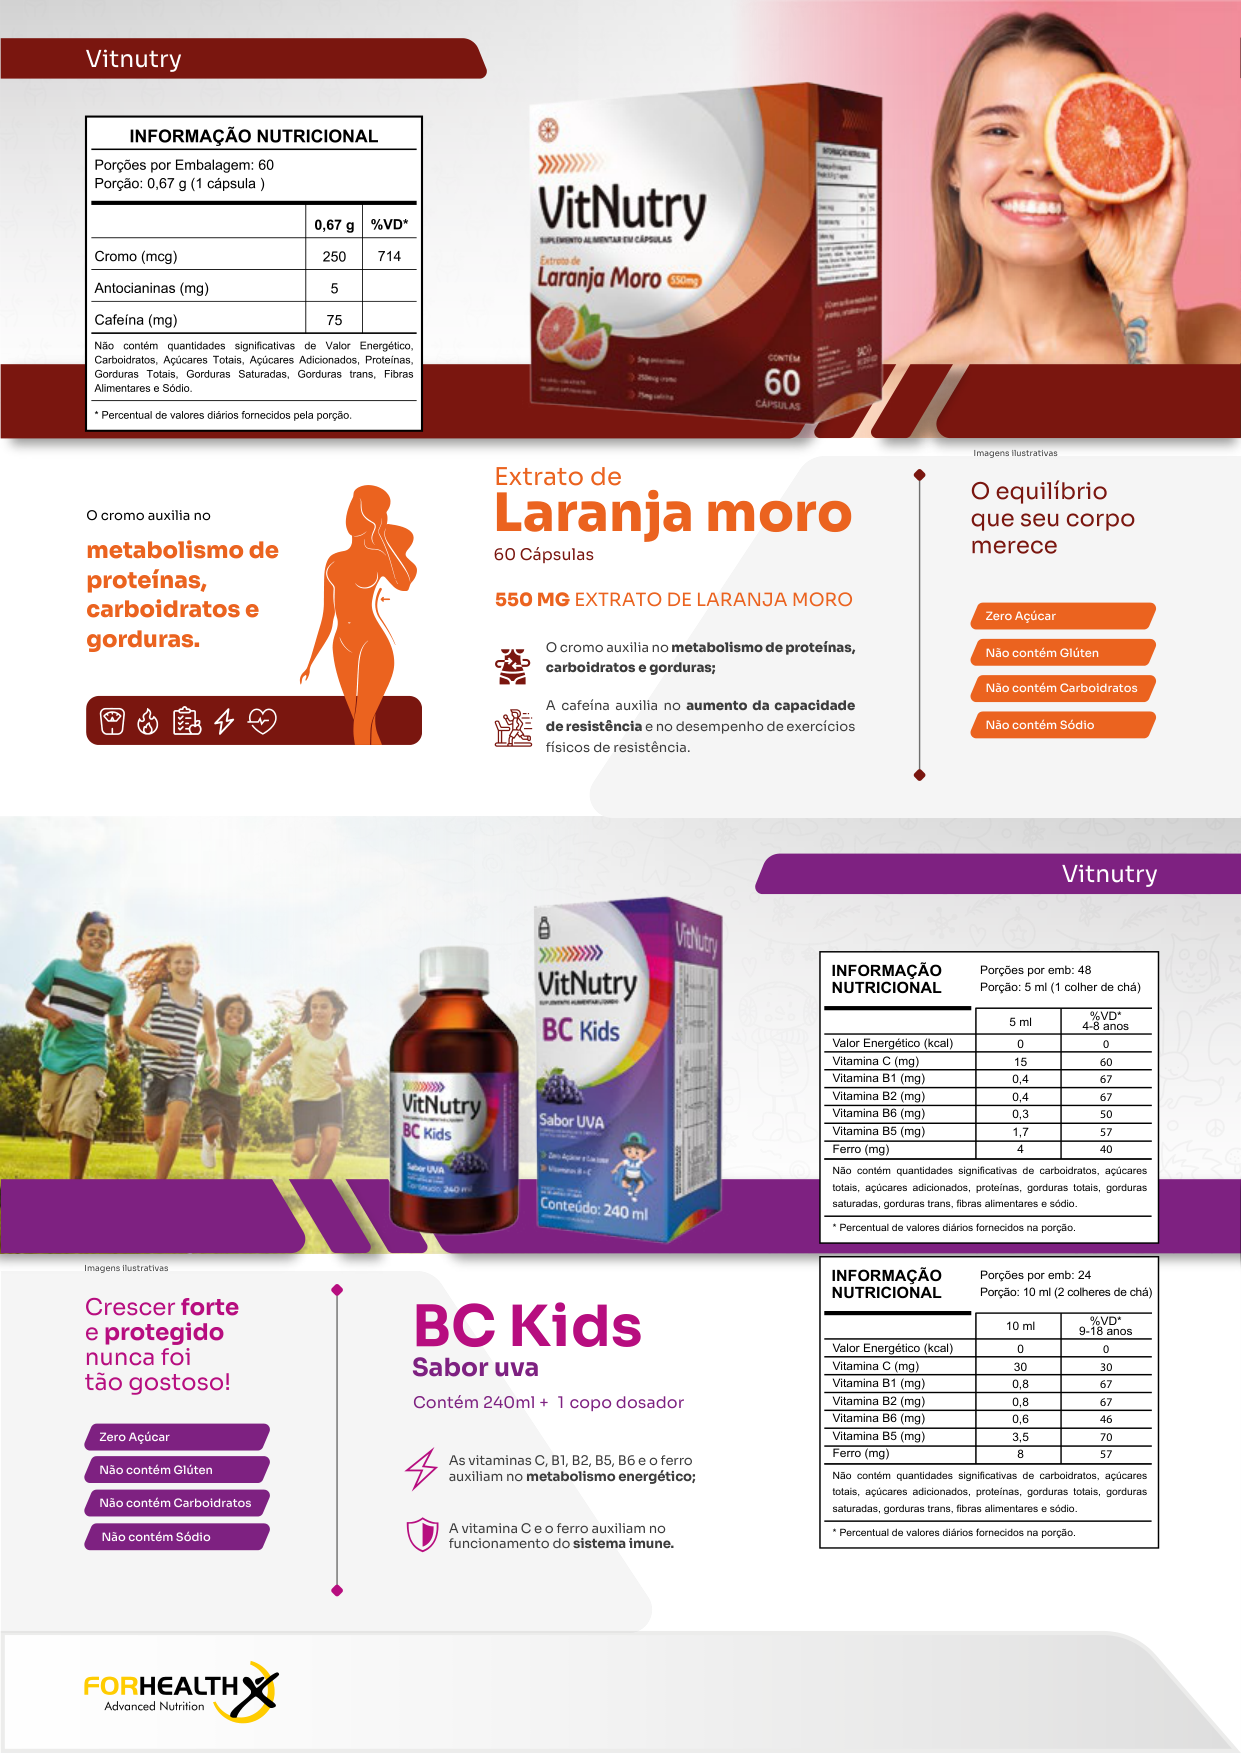 Vitnutry
INFORMAÇÃO NUTRICIONAL
Porções por Embalagem: 60
Porção: 0,67 g (1 cápsula )
0,67 g %VD*
Cromo (mcg) 250 714
Antocianinas (mg) 5
Cafeína (mg) 75
Não contém quantidades significativas de Valor Energético,
Carboidratos, Açúcares Totais, Açúcares Adicionados, Proteínas,
Gorduras Totais, Gorduras Saturadas, Gorduras trans, Fibras
Alimentares e Sódio.
* Percentual de valores diários fornecidos pela porção.
VitNutry
SUPLEMENTO ALIMENTAR EM CÁPSULAS
Extrato de
Laranja Moro 550mg
CONTÉM
60
CÁPSULAS
Imagens ilustrativas
O cromo auxilia no
metabolismo de
proteínas,
carboidratos e
gorduras.
Extrato de
Laranja moro
60 Cápsulas
550 MG EXTRATO DE LARANJA MORO
O cromo auxilia no metabolismo de proteínas,
carboidratos e gorduras;
A cafeína auxilia no aumento da capacidade
de resistência e no desempenho de exercícios
físicos de resistência.
O equilíbrio
que seu corpo
merece
Zero Açúcar
Não contém Glúten
Não contém Carboidratos
Não contém Sódio
Vitnutry
VitNutry
VitNutry
BC Kids
Sabor UVA
Zero Açúcar e Lactose
Vitaminas B + C
Conteúdo: 240 ml
VitNutry
BC Kids
Sabor UVA
Conteúdo: 240 ml
INFORMAÇÃO
NUTRICIONAL
Porções por emb: 48
Porção: 5 ml (1 colher de chá)
5 ml %VD*
4-8 anos
Valor Energético (kcal) 0 0
Vitamina C (mg) 15 60
Vitamina B1 (mg) 0,4 67
Vitamina B2 (mg) 0,4 67
Vitamina B6 (mg) 0,3 50
Vitamina B5 (mg) 1,7 57
Ferro (mg) 4 40
Não contém quantidades significativas de carboidratos, açúcares
totais, açúcares adicionados, proteínas, gorduras totais, gorduras
saturadas, gorduras trans, fibras alimentares e sódio.
* Percentual de valores diários fornecidos na porção.
Imagens ilustrativas
Crescer forte
e protegido
nunca foi
tão gostoso!
Zero Açúcar
Não contém Glúten
Não contém Carboidratos
Não contém Sódio
BC Kids
Sabor uva
Contém 240ml + 1 copo dosador
As vitaminas C, B1, B2, B5, B6 e o ferro
auxiliam no metabolismo energético;
A vitamina C e o ferro auxiliam no
funcionamento do sistema imune.
INFORMAÇÃO
NUTRICIONAL
Porções por emb: 24
Porção: 10 ml (2 colheres de chá)
10 ml %VD*
9-18 anos
Valor Energético (kcal) 0 0
Vitamina C (mg) 30 30
Vitamina B1 (mg) 0,8 67
Vitamina B2 (mg) 0,8 67
Vitamina B6 (mg) 0,6 46
Vitamina B5 (mg) 3,5 70
Ferro (mg) 8 57
Não contém quantidades significativas de carboidratos, açúcares
totais, açúcares adicionados, proteínas, gorduras totais, gorduras
saturadas, gorduras trans, fibras alimentares e sódio.
* Percentual de valores diários fornecidos na porção.
FORHEALTH X
Advanced Nutrition